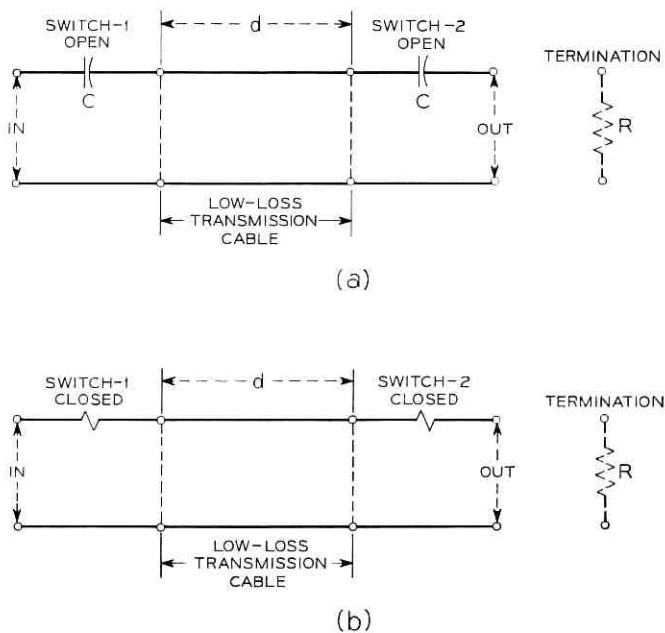 SWITCH-1
OPEN
d
SWITCH-2
OPEN
TERMINATION
C
C
IN
OUT
R
LOW-LOSS
TRANSMISSION
CABLE
(a)
SWITCH-1
CLOSED
d
SWITCH-2
CLOSED
TERMINATION
IN
OUT
R
LOW-LOSS
TRANSMISSION
CABLE
(b)